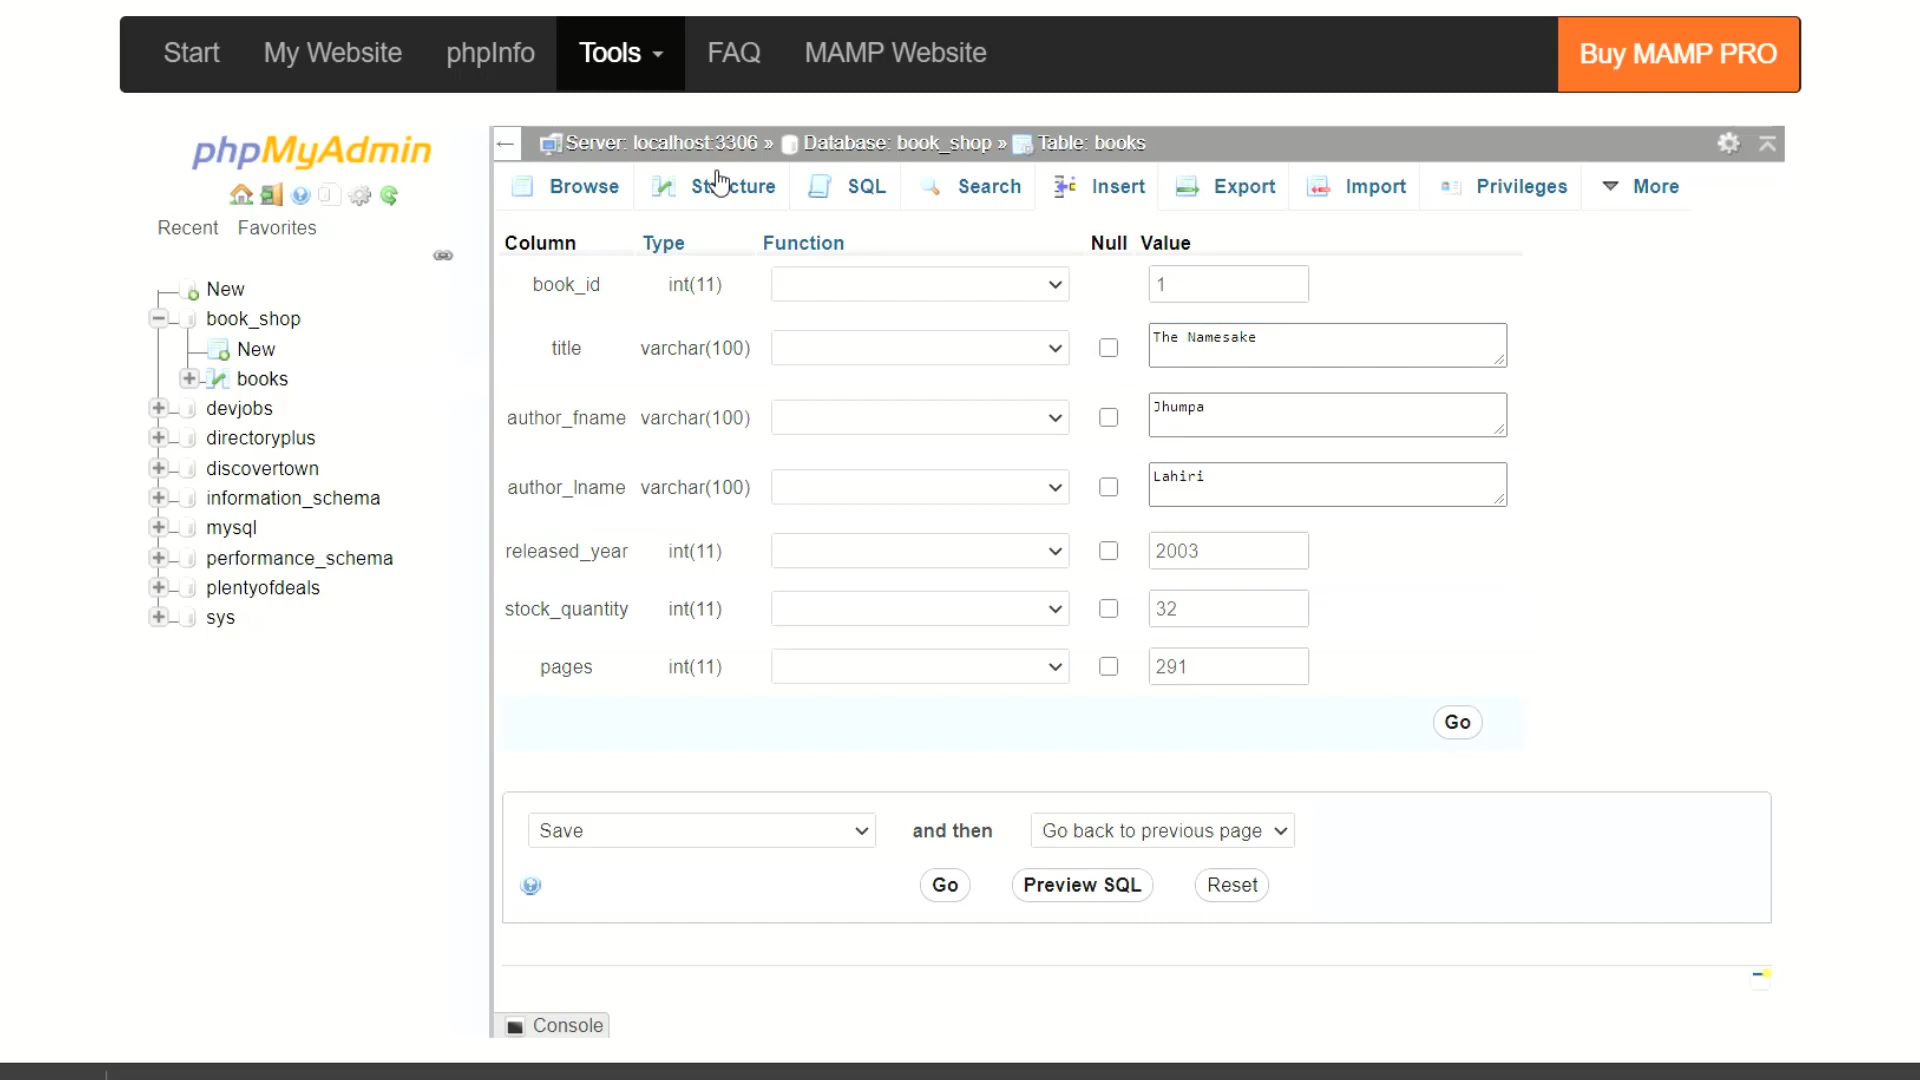 Start My Website phpInfo Tools FAQ MAMP Website Buy MAMP PRO
phpMyAdmin
Recent Favorites
New
book_shop
New
books
devjobs
directoryplus
discovertown
information_schema
mysql
performance_schema
plentyofdeals
sys
Server: localhost:3306 » Database: book_shop » Table: books
Browse Structure SQL Search Insert Export Import Privileges More
Column Type Function Null Value
book_id int(11) 1
title varchar(100) The Namesake
author_fname varchar(100) Jhumpa
author_lname varchar(100) Lahiri
released_year int(11) 2003
stock_quantity int(11) 32
pages int(11) 291
Go
Save and then Go back to previous page
Go Preview SQL Reset
Console